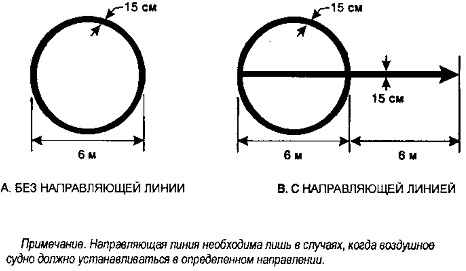 15 см
15 см
15 см
6 м
6 м
6 м
А. БЕЗ НАПРАВЛЯЮЩЕЙ ЛИНИИ
В. С НАПРАВЛЯЮЩЕЙ ЛИНИЕЙ
Примечание. Направляющая линия необходима лишь в случаях, когда воздушное
судно должно устанавливаться в определенном направлении.